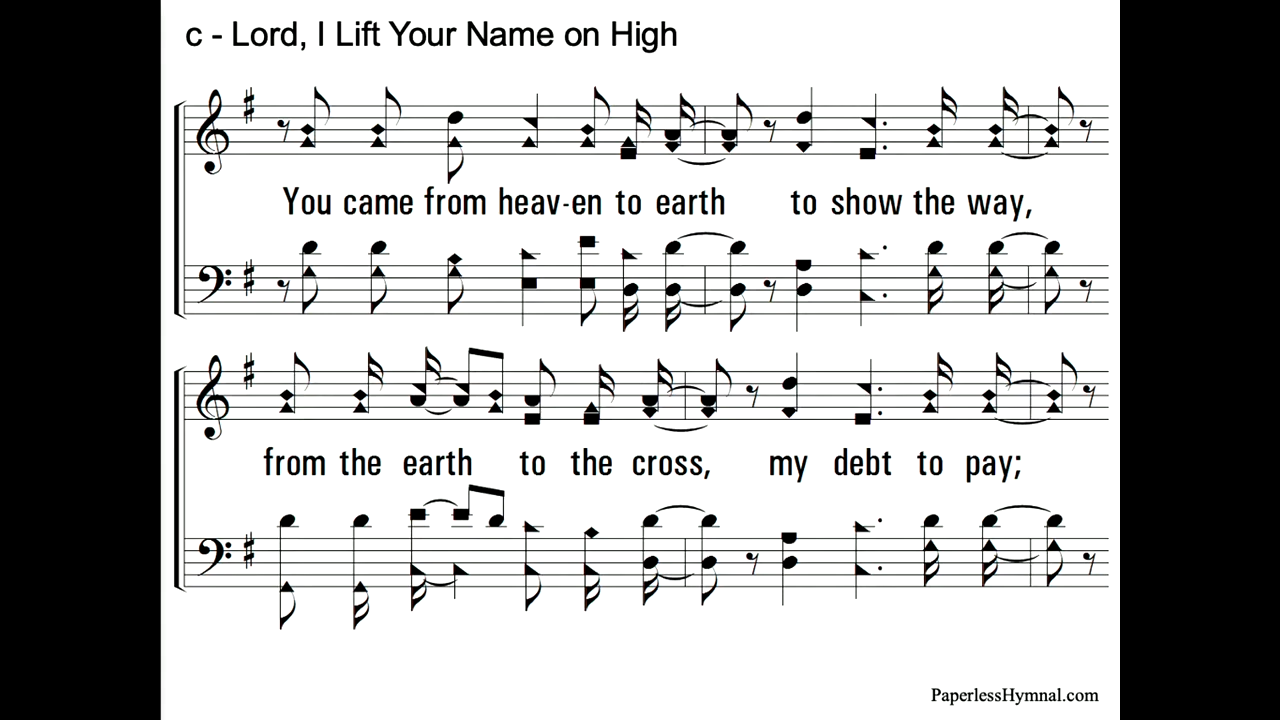 c - Lord, I Lift Your Name on High
You came from heav-en to earth to show the way,
from the earth to the cross, my debt to pay;
PaperlessHymnal.com